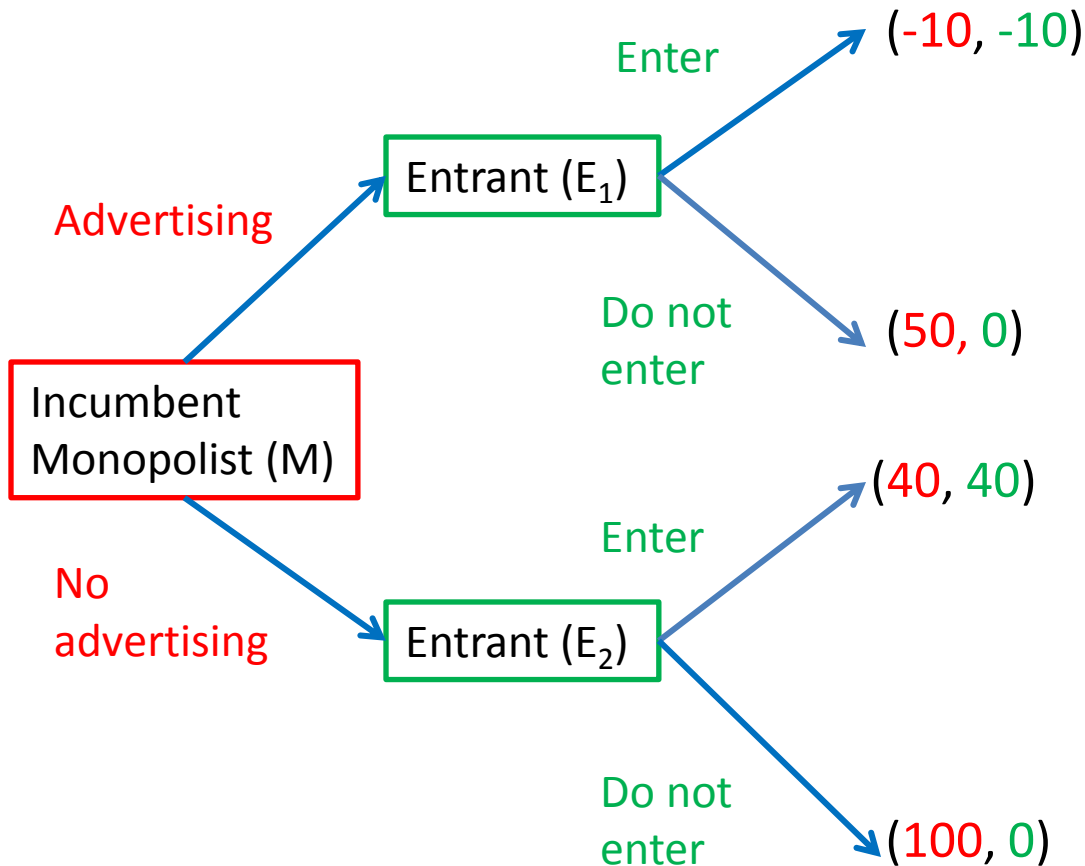 (-10, -10)
Enter
Entrant (E₁)
Advertising
Do not
enter
(50, 0)
Incumbent
Monopolist (M)
(40, 40)
Enter
No
advertising
Entrant (E₂)
Do not
enter
(100, 0)